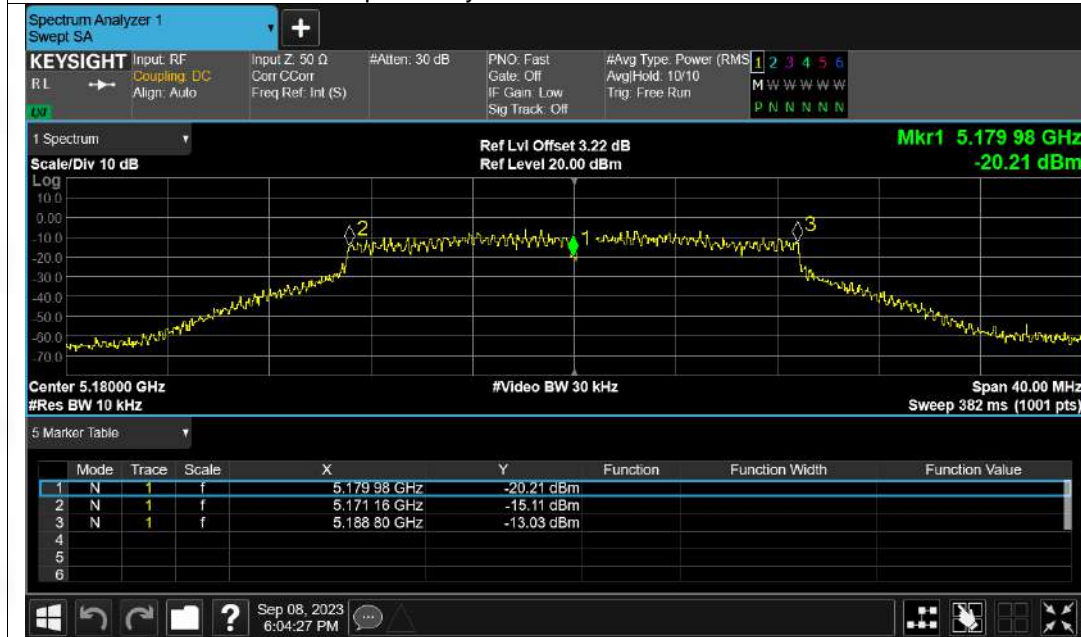 Spectrum Analyzer 1
Swept SA
+
KEYSIGHT Input: RF Input Z: 50 Ω #Atten: 30 dB PNO: Fast #Avg Type: Power (RMS 1 2 3 4 5 6
RL Coupling: DC Corr CCorr Gate: Off Avg|Hold: 10/10 M W W W W W
Align: Auto Freq Ref: Int (S) IF Gain: Low Trig: Free Run
LXI Sig Track: Off P N N N N N
1 Spectrum Ref Lvl Offset 3.22 dB Mkr1 5.179 98 GHz
Scale/Div 10 dB Ref Level 20.00 dBm -20.21 dBm
Log
10.0
0.00
-10.0
-20.0
-30.0
-40.0
-50.0
-60.0
-70.0
2 1 3
Center 5.18000 GHz #Video BW 30 kHz Span 40.00 MHz
#Res BW 10 kHz Sweep 382 ms (1001 pts)
5 Marker Table
Mode Trace Scale X Y Function Function Width Function Value
1 N 1 f 5.179 98 GHz -20.21 dBm
2 N 1 f 5.171 16 GHz -15.11 dBm
3 N 1 f 5.188 80 GHz -13.03 dBm
4
5
6
? Sep 08, 2023
6:04:27 PM